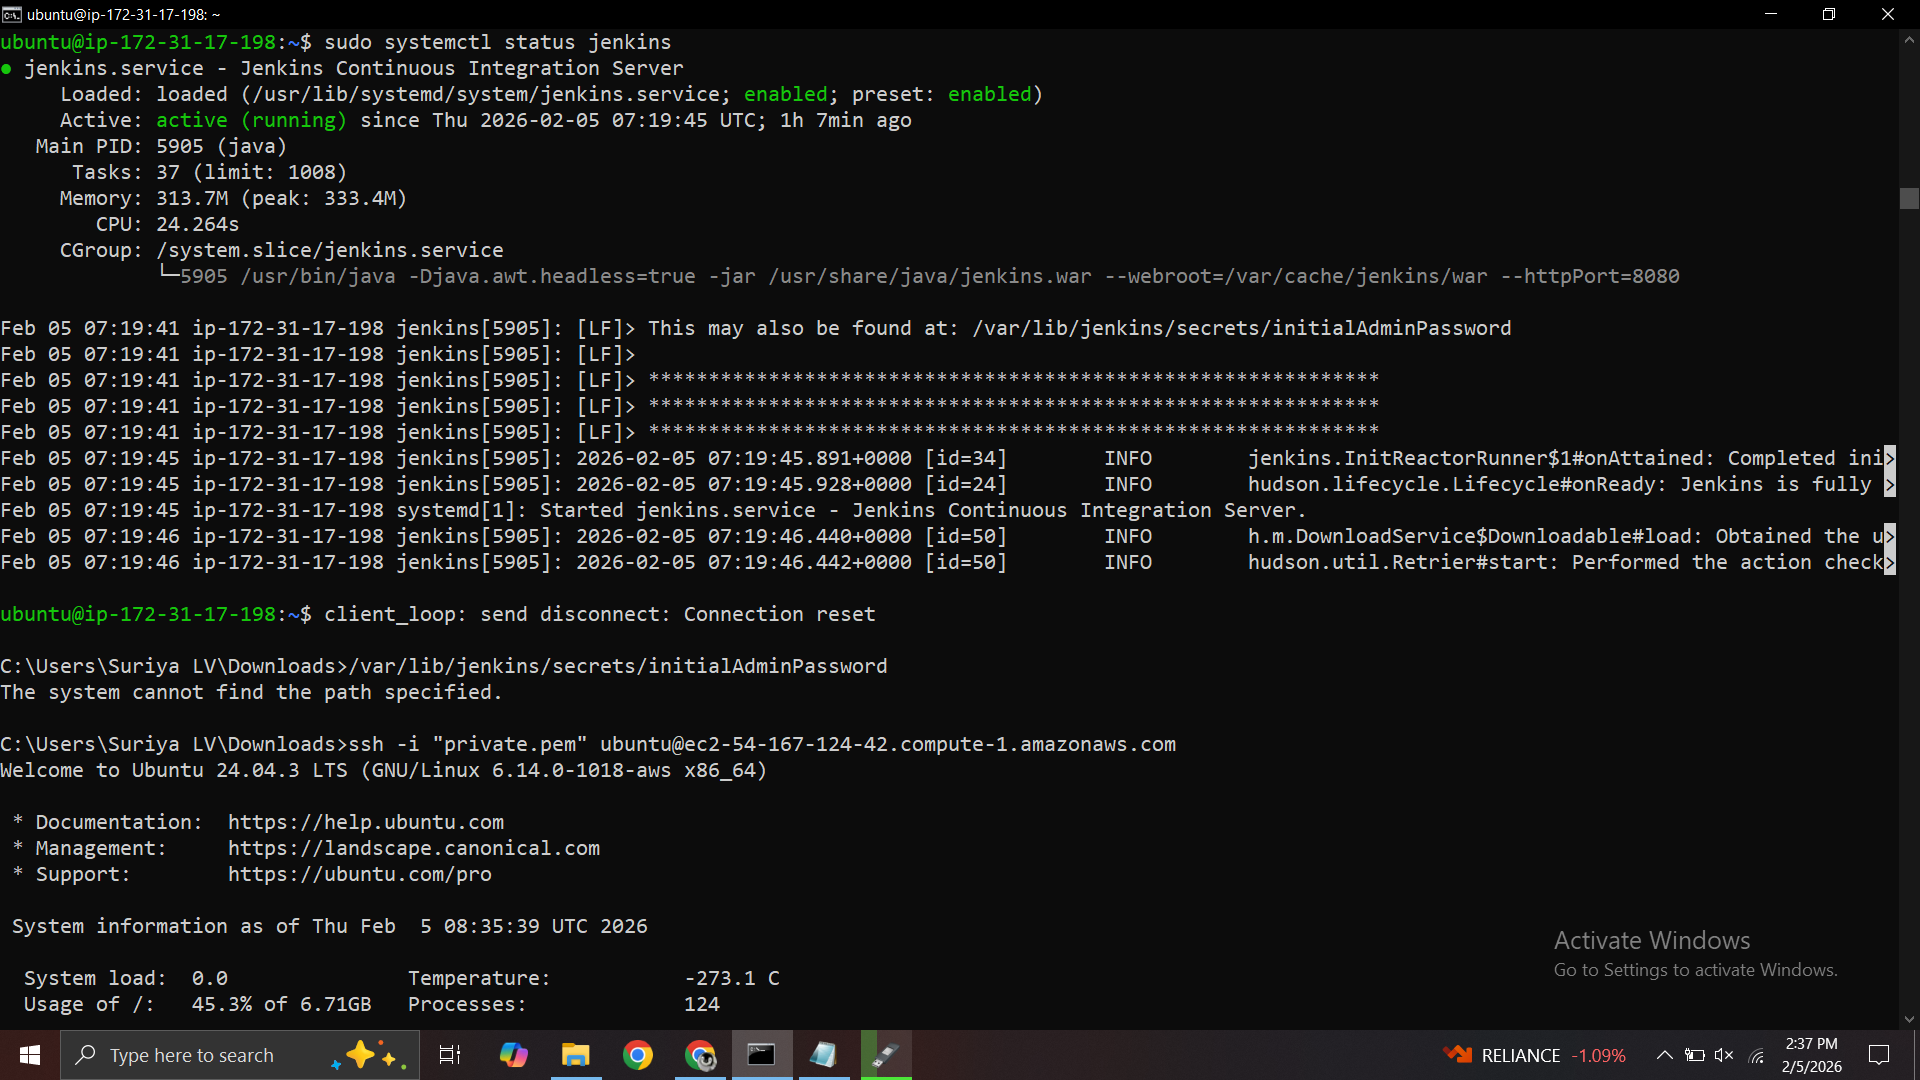 ubuntu@ip-172-31-17-198: ~
ubuntu@ip-172-31-17-198:~$ sudo systemctl status jenkins
● jenkins.service - Jenkins Continuous Integration Server
     Loaded: loaded (/usr/lib/systemd/system/jenkins.service; enabled; preset: enabled)
     Active: active (running) since Thu 2026-02-05 07:19:45 UTC; 1h 7min ago
   Main PID: 5905 (java)
      Tasks: 37 (limit: 1008)
     Memory: 313.7M (peak: 333.4M)
        CPU: 24.264s
     CGroup: /system.slice/jenkins.service
             └─5905 /usr/bin/java -Djava.awt.headless=true -jar /usr/share/java/jenkins.war --webroot=/var/cache/jenkins/war --httpPort=8080
Feb 05 07:19:41 ip-172-31-17-198 jenkins[5905]: [LF]> This may also be found at: /var/lib/jenkins/secrets/initialAdminPassword
Feb 05 07:19:41 ip-172-31-17-198 jenkins[5905]: [LF]>
Feb 05 07:19:41 ip-172-31-17-198 jenkins[5905]: [LF]> *************************************************************
Feb 05 07:19:41 ip-172-31-17-198 jenkins[5905]: [LF]> *************************************************************
Feb 05 07:19:41 ip-172-31-17-198 jenkins[5905]: [LF]> *************************************************************
Feb 05 07:19:45 ip-172-31-17-198 jenkins[5905]: 2026-02-05 07:19:45.891+0000 [id=34]        INFO        jenkins.InitReactorRunner$1#onAttained: Completed ini>
Feb 05 07:19:45 ip-172-31-17-198 jenkins[5905]: 2026-02-05 07:19:45.928+0000 [id=24]        INFO        hudson.lifecycle.Lifecycle#onReady: Jenkins is fully >
Feb 05 07:19:45 ip-172-31-17-198 systemd[1]: Started jenkins.service - Jenkins Continuous Integration Server.
Feb 05 07:19:46 ip-172-31-17-198 jenkins[5905]: 2026-02-05 07:19:46.440+0000 [id=50]        INFO        h.m.DownloadService$Downloadable#load: Obtained the u>
Feb 05 07:19:46 ip-172-31-17-198 jenkins[5905]: 2026-02-05 07:19:46.442+0000 [id=50]        INFO        hudson.util.Retrier#start: Performed the action check>
ubuntu@ip-172-31-17-198:~$ client_loop: send disconnect: Connection reset
C:\Users\Suriya LV\Downloads>/var/lib/jenkins/secrets/initialAdminPassword
The system cannot find the path specified.
C:\Users\Suriya LV\Downloads>ssh -i "private.pem" ubuntu@ec2-54-167-124-42.compute-1.amazonaws.com
Welcome to Ubuntu 24.04.3 LTS (GNU/Linux 6.14.0-1018-aws x86_64)
 * Documentation:  https://help.ubuntu.com
 * Management:     https://landscape.canonical.com
 * Support:        https://ubuntu.com/pro
 System information as of Thu Feb  5 08:35:39 UTC 2026
  System load:  0.0               Temperature:           -273.1 C
  Usage of /:   45.3% of 6.71GB   Processes:             124
Activate Windows
Go to Settings to activate Windows.
Type here to search
RELIANCE -1.09%
2:37 PM
2/5/2026